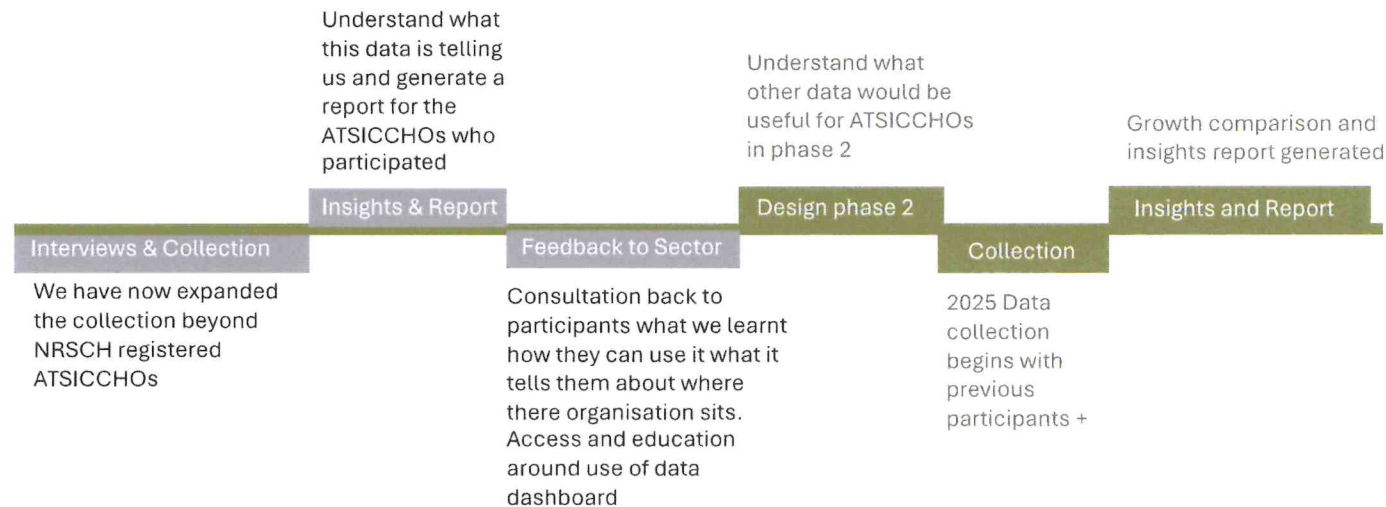 Understand what
this data is telling
us and generate a
report for the
ATSICCHOs who
participated
Insights & Report
Interviews & Collection
We have now expanded
the collection beyond
NRSCH registered
ATSICCHOs
Feedback to Sector
Consultation back to
participants what we learnt
how they can use it what it
tells them about where
there organisation sits.
Access and education
around use of data
dashboard
Understand what
other data would be
useful for ATSICCHOs
in phase 2
Design phase 2
Collection
2025 Data
collection
begins with
previous
participants +
Growth comparison and
insights report generated
Insights and Report